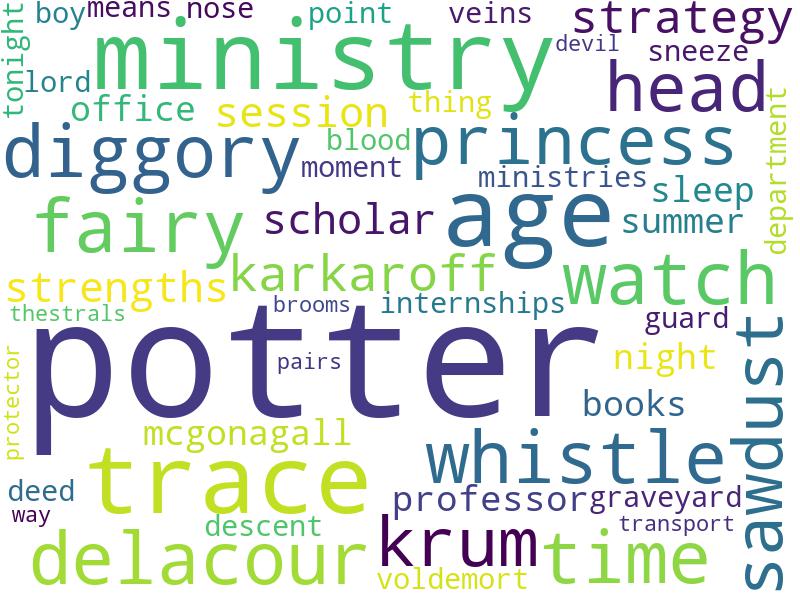 tonight
boy
means
nose
point
veins
strategy
ministry
devil
sneeze
lord
head
office
session
thing
department
diggory
blood
princess
moment
ministries
sleep
fairy
scholar
age
summer
strengths
karkaroff
watch
thestrals
brooms
internships
guard
potter
pairs
night
sawdust
protector
books
mcgonagall
whistle
trace
deed
professor
graveyard
way
descent
krum
transport
delacour
voldemort
time